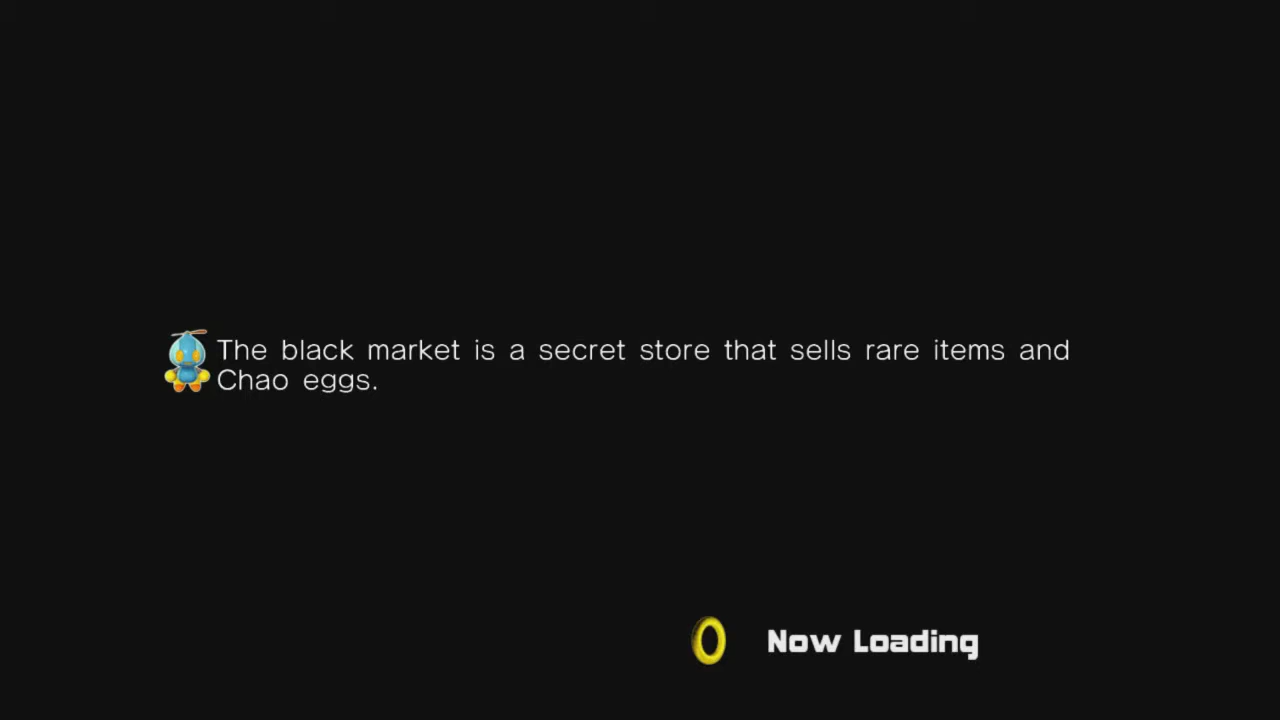 The black market is a secret store that sells rare items and
Chao eggs.
Now Loading